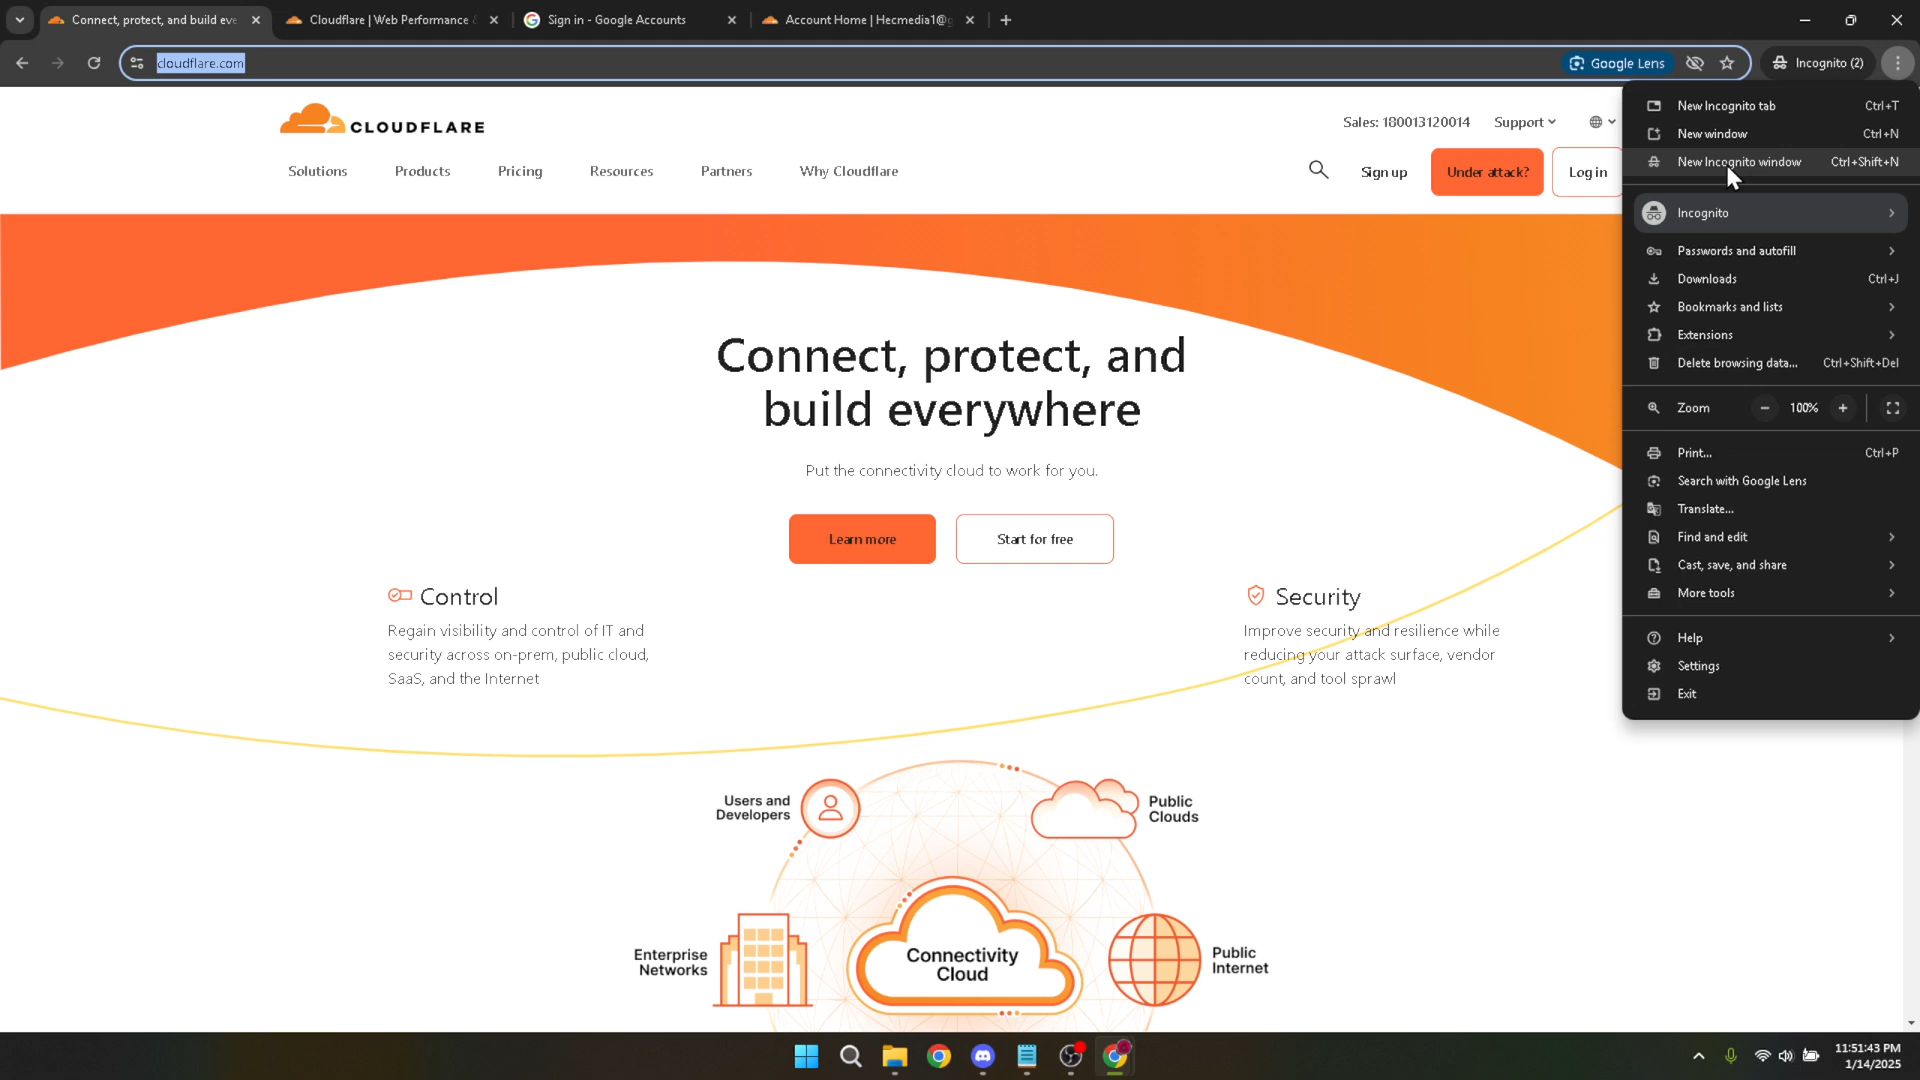 Connect, protect, and build eve
Cloudflare | Web Performance &
Sign in - Google Accounts
Account Home | Hecmedia1@g
cloudflare.com
Google Lens
Incognito (2)
CLOUDFLARE
Sales: 180013120014
Support
Solutions
Products
Pricing
Resources
Partners
Why Cloudflare
Sign up
Under attack?
Log in
New Incognito tab Ctrl+T
New window Ctrl+N
New Incognito window Ctrl+Shift+N
Incognito
Passwords and autofill
Downloads Ctrl+J
Bookmarks and lists
Extensions
Delete browsing data... Ctrl+Shift+Del
Zoom - 100% +
Print... Ctrl+P
Search with Google Lens
Translate...
Find and edit
Cast, save, and share
More tools
Help
Settings
Exit
Connect, protect, and
build everywhere
Put the connectivity cloud to work for you.
Learn more
Start for free
Control
Regain visibility and control of IT and
security across on-prem, public cloud,
SaaS, and the Internet
Security
Improve security and resilience while
reducing your attack surface, vendor
count, and tool sprawl
Users and
Developers
Public
Clouds
Enterprise
Networks
Connectivity
Cloud
Public
Internet
11:51:43 PM
1/14/2025